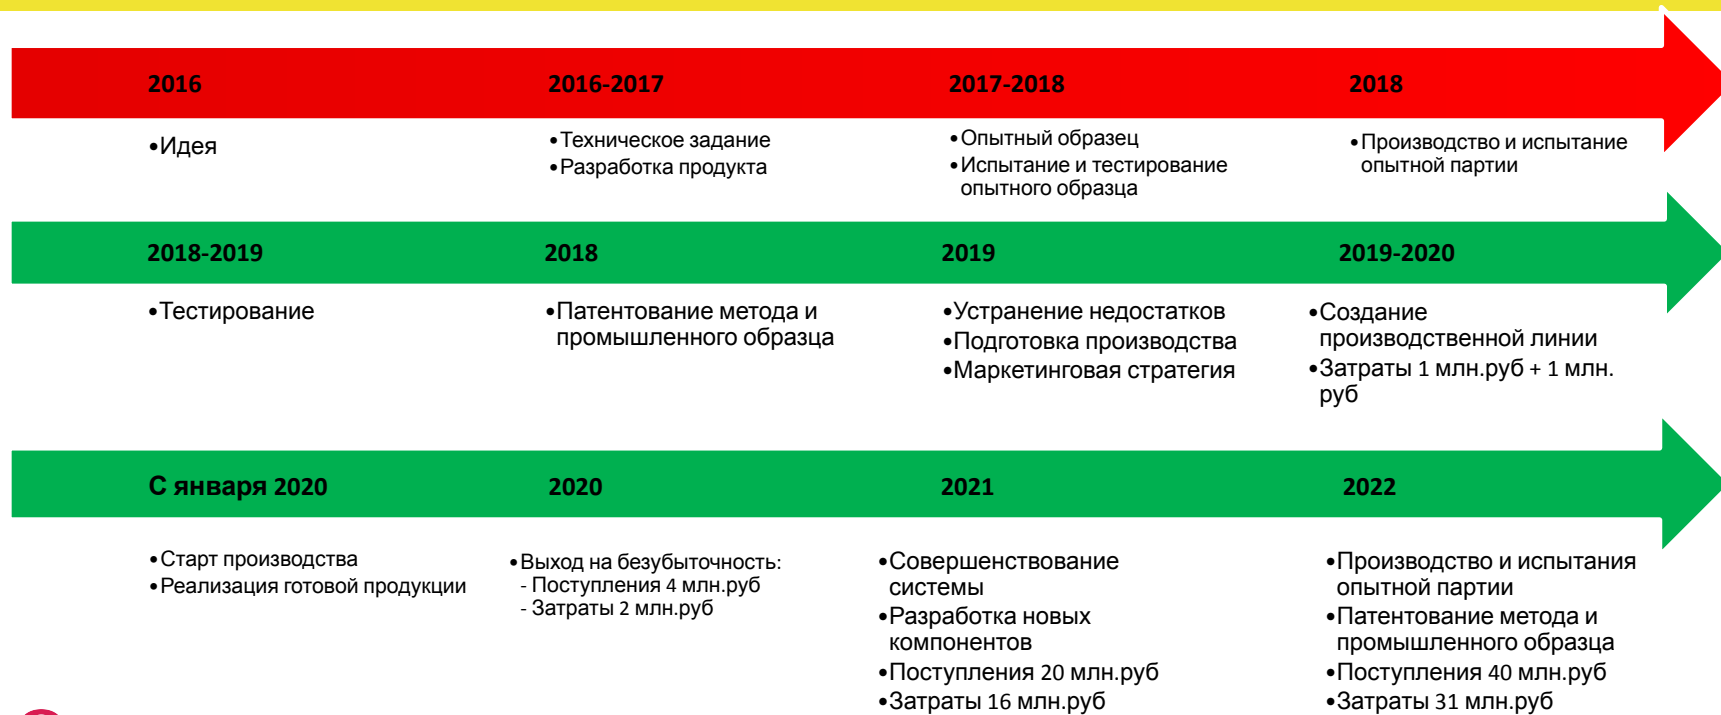 2016 2016-2017 2017-2018 2018
•Идея
•Техническое задание
•Разработка продукта
•Опытный образец
•Испытание и тестирование
опытного образца
•Производство и испытание
опытной партии
2018-2019 2018 2019 2019-2020
•Тестирование
•Патентование метода и
промышленного образца
•Устранение недостатков
•Подготовка производства
•Маркетинговая стратегия
•Создание
производственной линии
•Затраты 1 млн.руб + 1 млн.
руб
С января 2020 2020 2021 2022
•Старт производства
•Реализация готовой продукции
•Выход на безубыточность:
- Поступления 4 млн.руб
- Затраты 2 млн.руб
•Совершенствование
системы
•Разработка новых
компонентов
•Поступления 20 млн.руб
•Затраты 16 млн.руб
•Производство и испытания
опытной партии
•Патентование метода и
промышленного образца
•Поступления 40 млн.руб
•Затраты 31 млн.руб